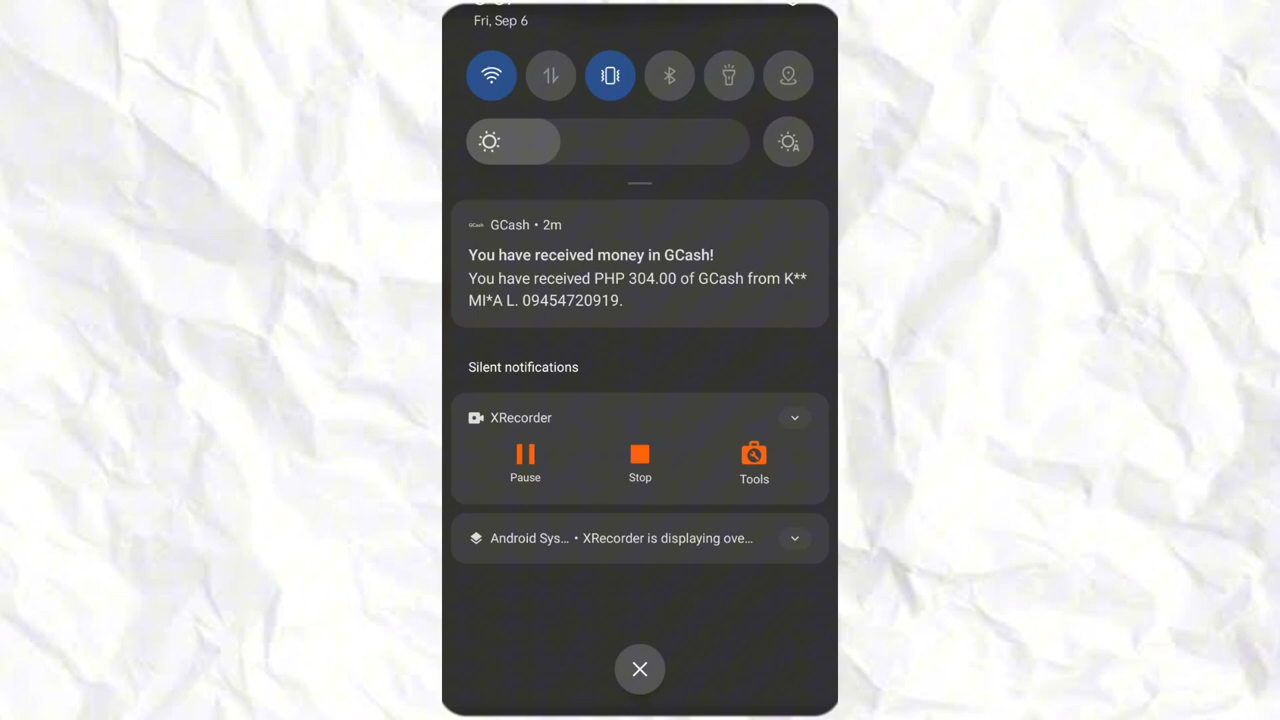 Fri, Sep 6
GCash GCash • 2m
You have received money in GCash!
You have received PHP 304.00 of GCash from K**
MI*A L. 09454720919.
Silent notifications
XRecorder
Pause Stop Tools
Android Sys... • XRecorder is displaying ove...